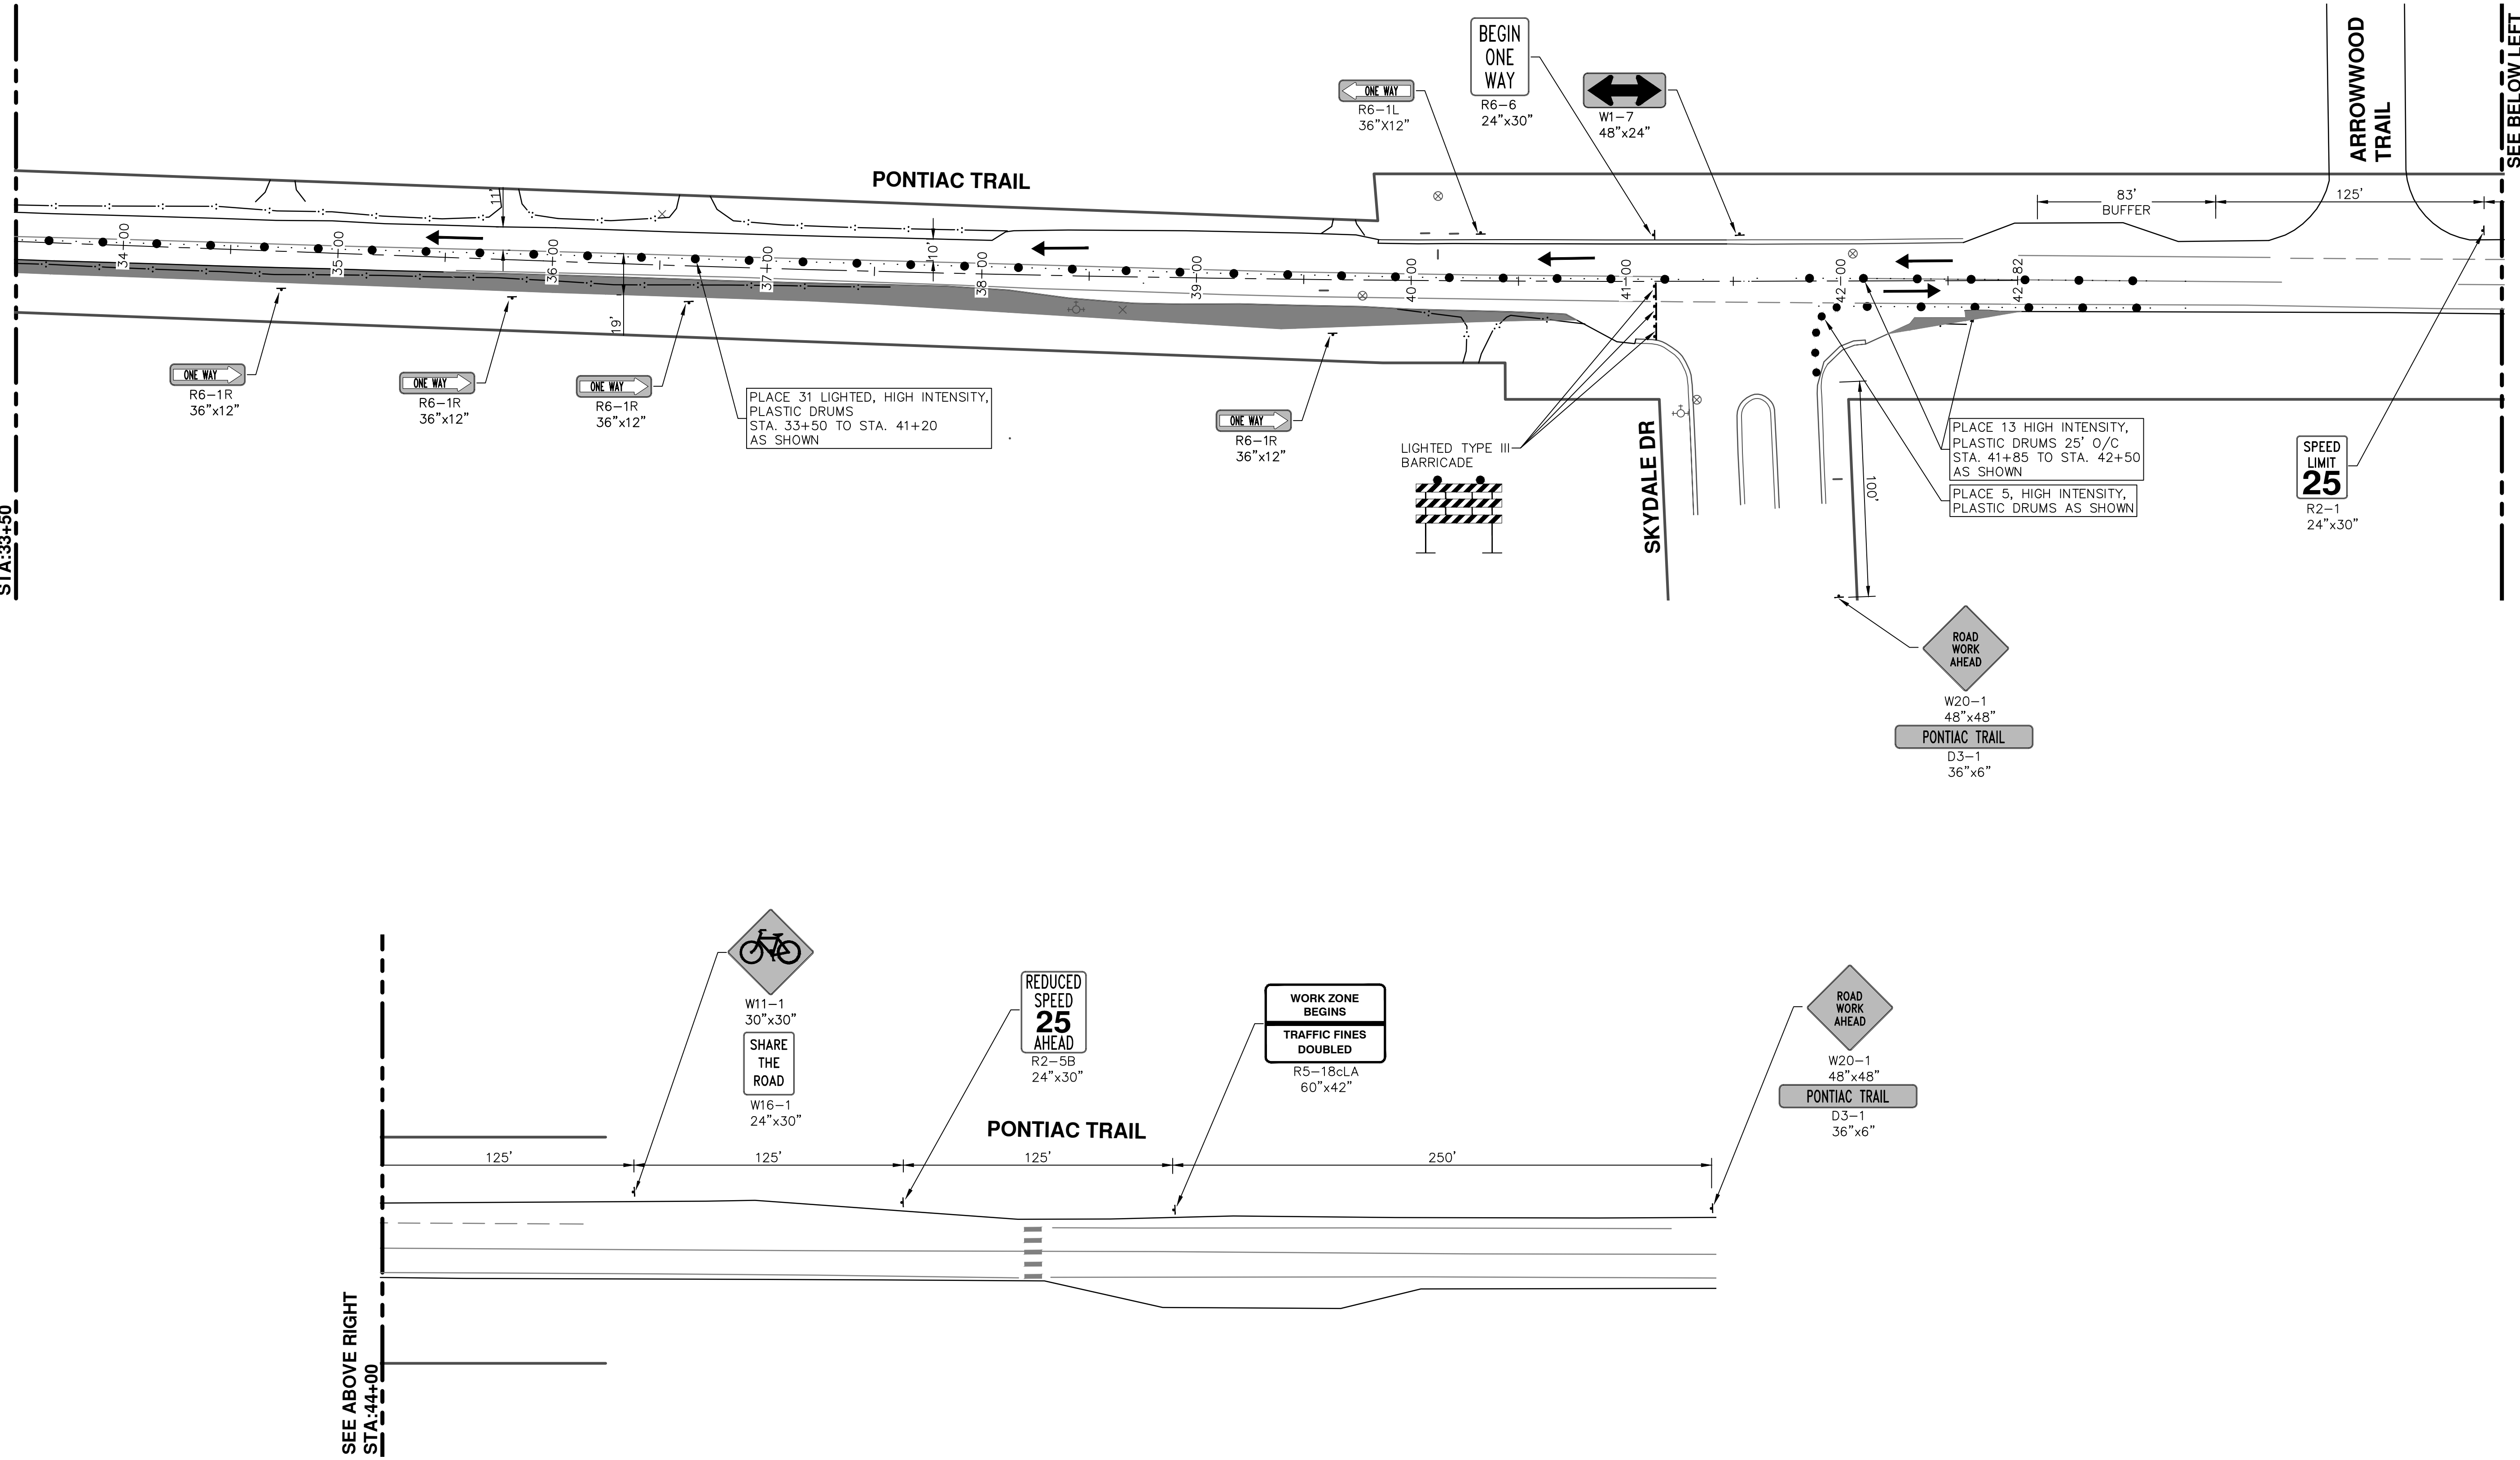 SEE BELOW LEFT
ARROWWOOD
TRAIL
BEGIN
ONE
WAY
R6-6
24"x30"
ONE WAY
R6-1L
36"X12"
W1-7
48"x24"
PONTIAC TRAIL
83'
BUFFER
125'
11'
10'
19'
34+00
35+00
36+00
37+00
38+00
39+00
40+00
41+00
42+00
42+82
ONE WAY
R6-1R
36"x12"
ONE WAY
R6-1R
36"x12"
ONE WAY
R6-1R
36"x12"
PLACE 31 LIGHTED, HIGH INTENSITY,
PLASTIC DRUMS
STA. 33+50 TO STA. 41+20
AS SHOWN
ONE WAY
R6-1R
36"x12"
LIGHTED TYPE III
BARRICADE
SKYDALE DR
100'
PLACE 13 HIGH INTENSITY,
PLASTIC DRUMS 25' O/C
STA. 41+85 TO STA. 42+50
AS SHOWN
PLACE 5, HIGH INTENSITY,
PLASTIC DRUMS AS SHOWN
SPEED
LIMIT
25
R2-1
24"x30"
STA:33+50
ROAD
WORK
AHEAD
W20-1
48"x48"
PONTIAC TRAIL
D3-1
36"x6"
W11-1
30"x30"
SHARE
THE
ROAD
W16-1
24"x30"
REDUCED
SPEED
25
AHEAD
R2-5B
24"x30"
WORK ZONE
BEGINS
TRAFFIC FINES
DOUBLED
R5-18cLA
60"x42"
ROAD
WORK
AHEAD
W20-1
48"x48"
PONTIAC TRAIL
D3-1
36"x6"
PONTIAC TRAIL
125'
125'
125'
250'
SEE ABOVE RIGHT
STA:44+00